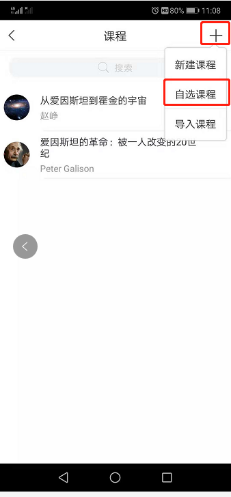 80% 11:08
课程
搜索
新建课程
自选课程
导入课程
从爱因斯坦到霍金的宇宙
赵峥
爱因斯坦的革命：被一人改变的20世
纪
Peter Galison